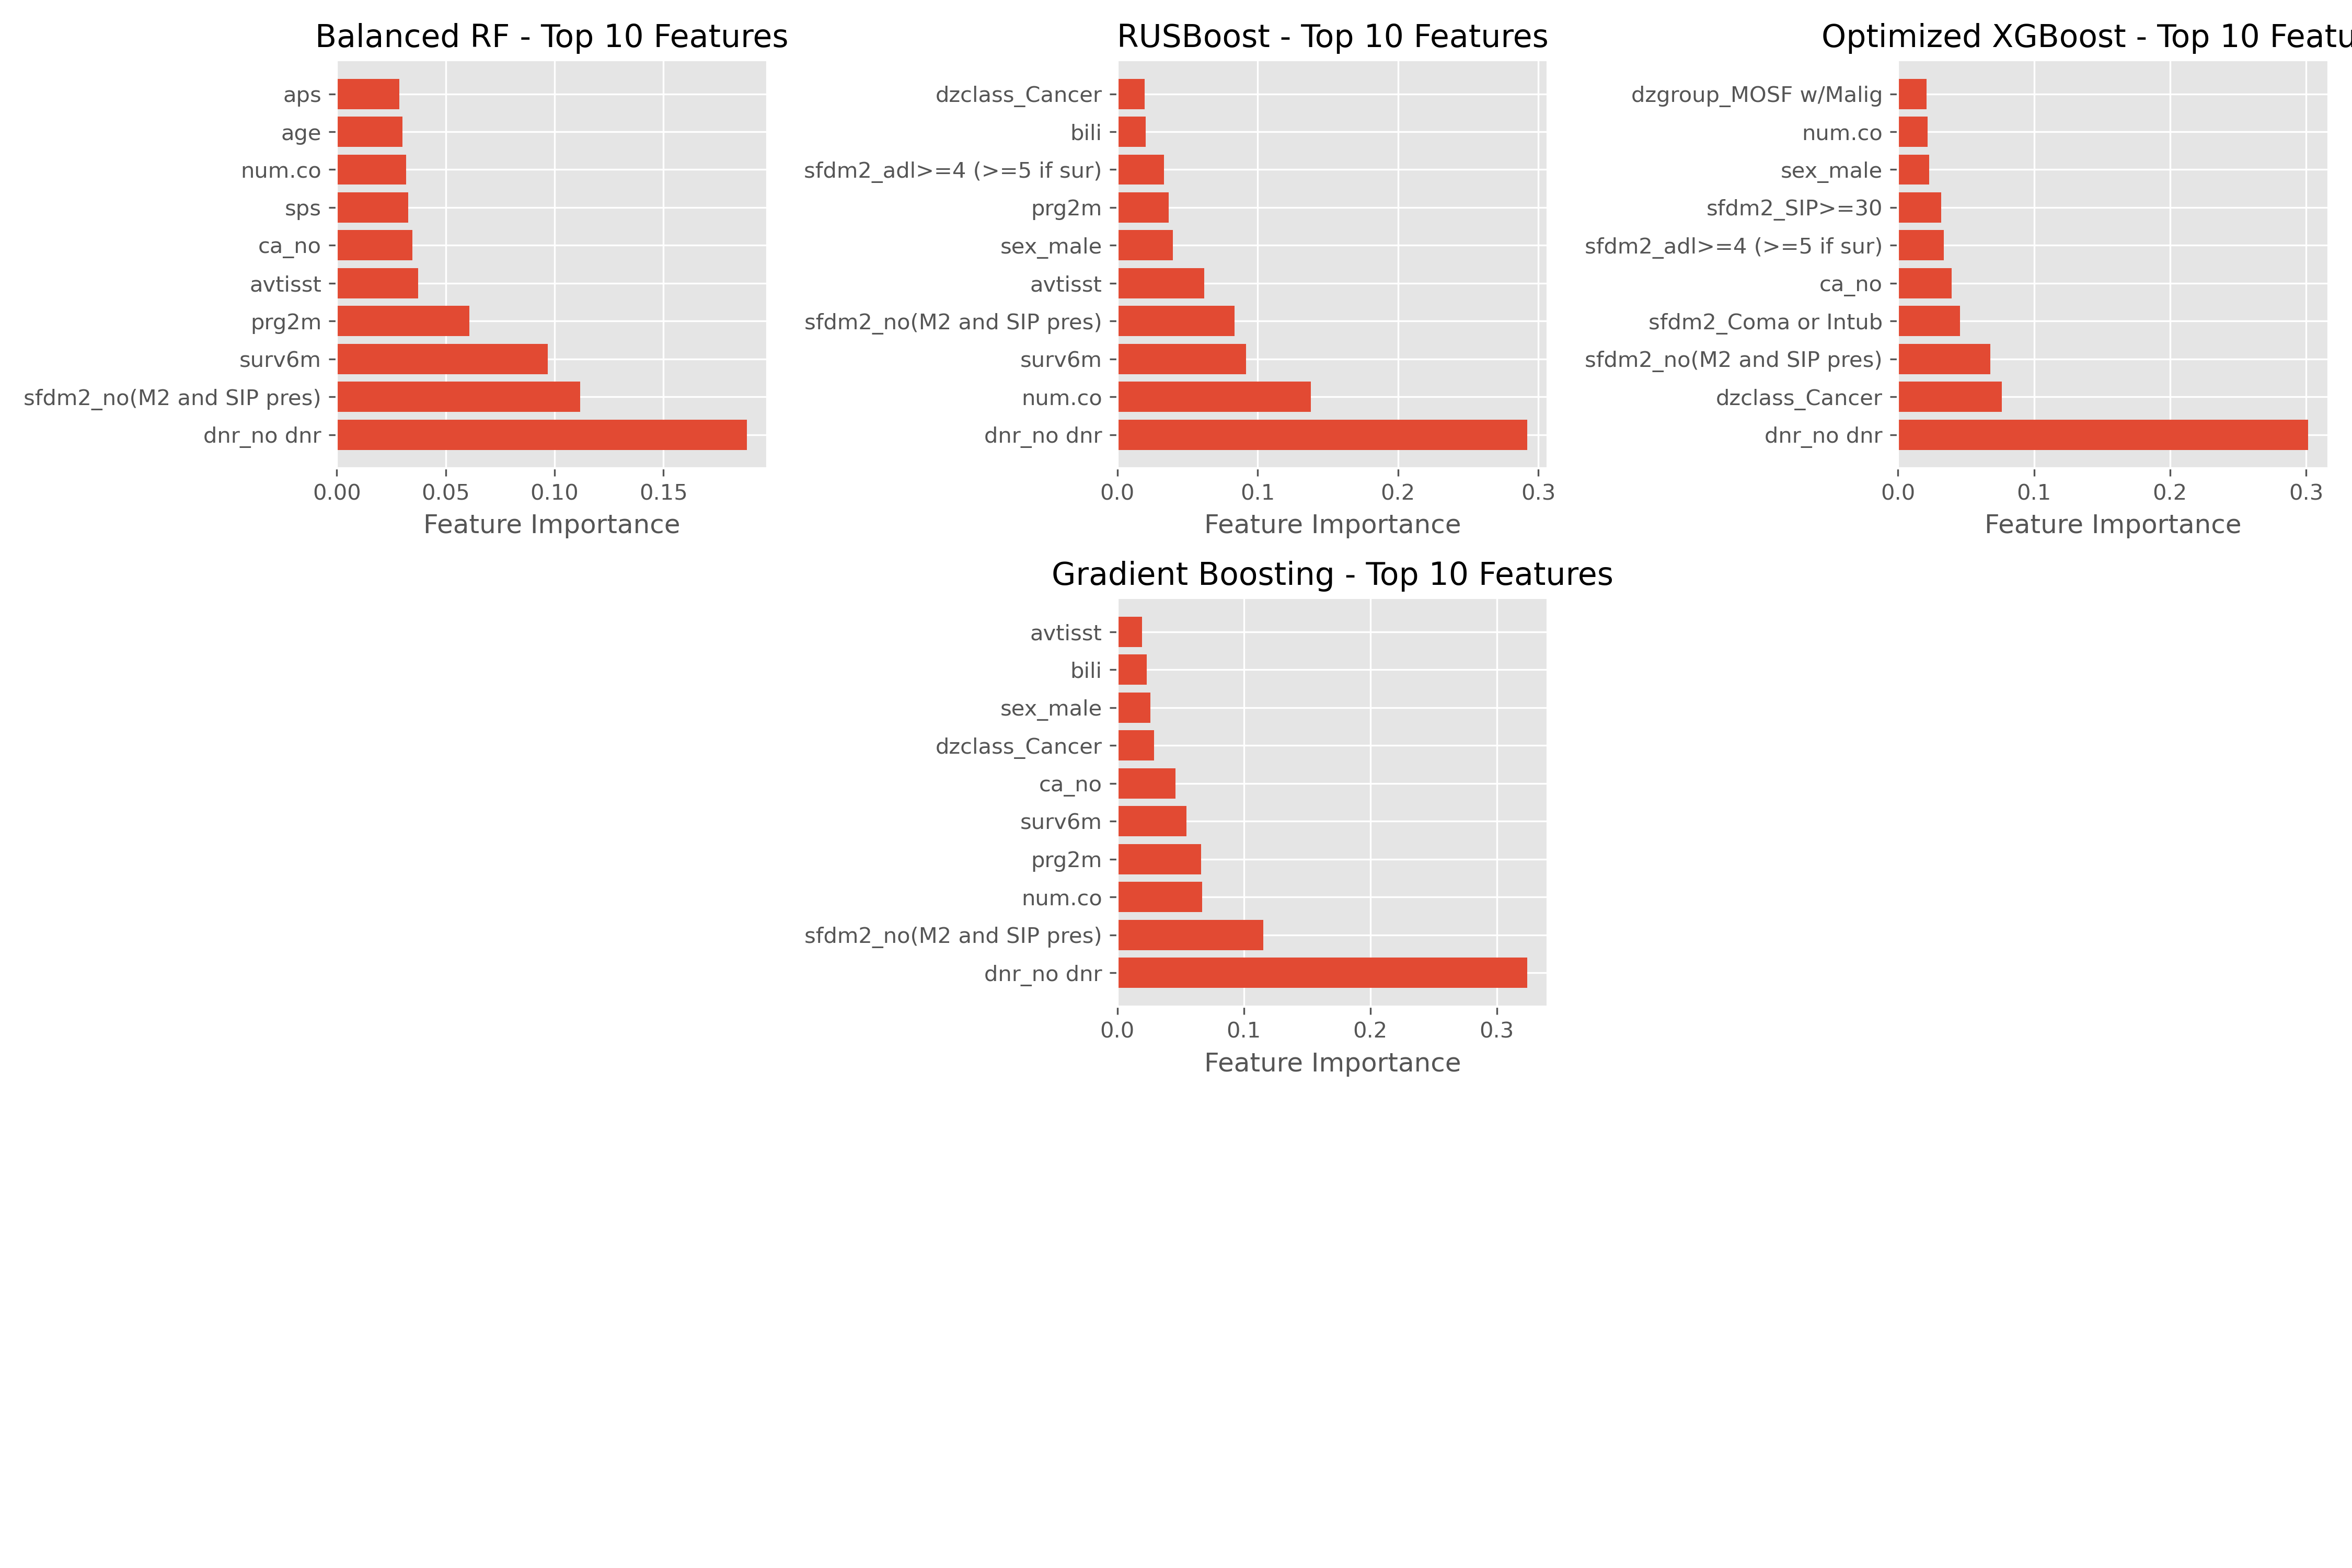 Balanced RF - Top 10 Features
aps
age
num.co
sps
ca_no
avtisst
prg2m
surv6m
sfdm2_no(M2 and SIP pres)
dnr_no dnr
0.00 0.05 0.10 0.15
Feature Importance
RUSBoost - Top 10 Features
dzclass_Cancer
bili
sfdm2_adl>=4 (>=5 if sur)
prg2m
sex_male
avtisst
sfdm2_no(M2 and SIP pres)
surv6m
num.co
dnr_no dnr
0.0 0.1 0.2 0.3
Feature Importance
Optimized XGBoost - Top 10 Featu
dzgroup_MOSF w/Malig
num.co
sex_male
sfdm2_SIP>=30
sfdm2_adl>=4 (>=5 if sur)
ca_no
sfdm2_Coma or Intub
sfdm2_no(M2 and SIP pres)
dzclass_Cancer
dnr_no dnr
0.0 0.1 0.2 0.3
Feature Importance
Gradient Boosting - Top 10 Features
avtisst
bili
sex_male
dzclass_Cancer
ca_no
surv6m
prg2m
num.co
sfdm2_no(M2 and SIP pres)
dnr_no dnr
0.0 0.1 0.2 0.3
Feature Importance